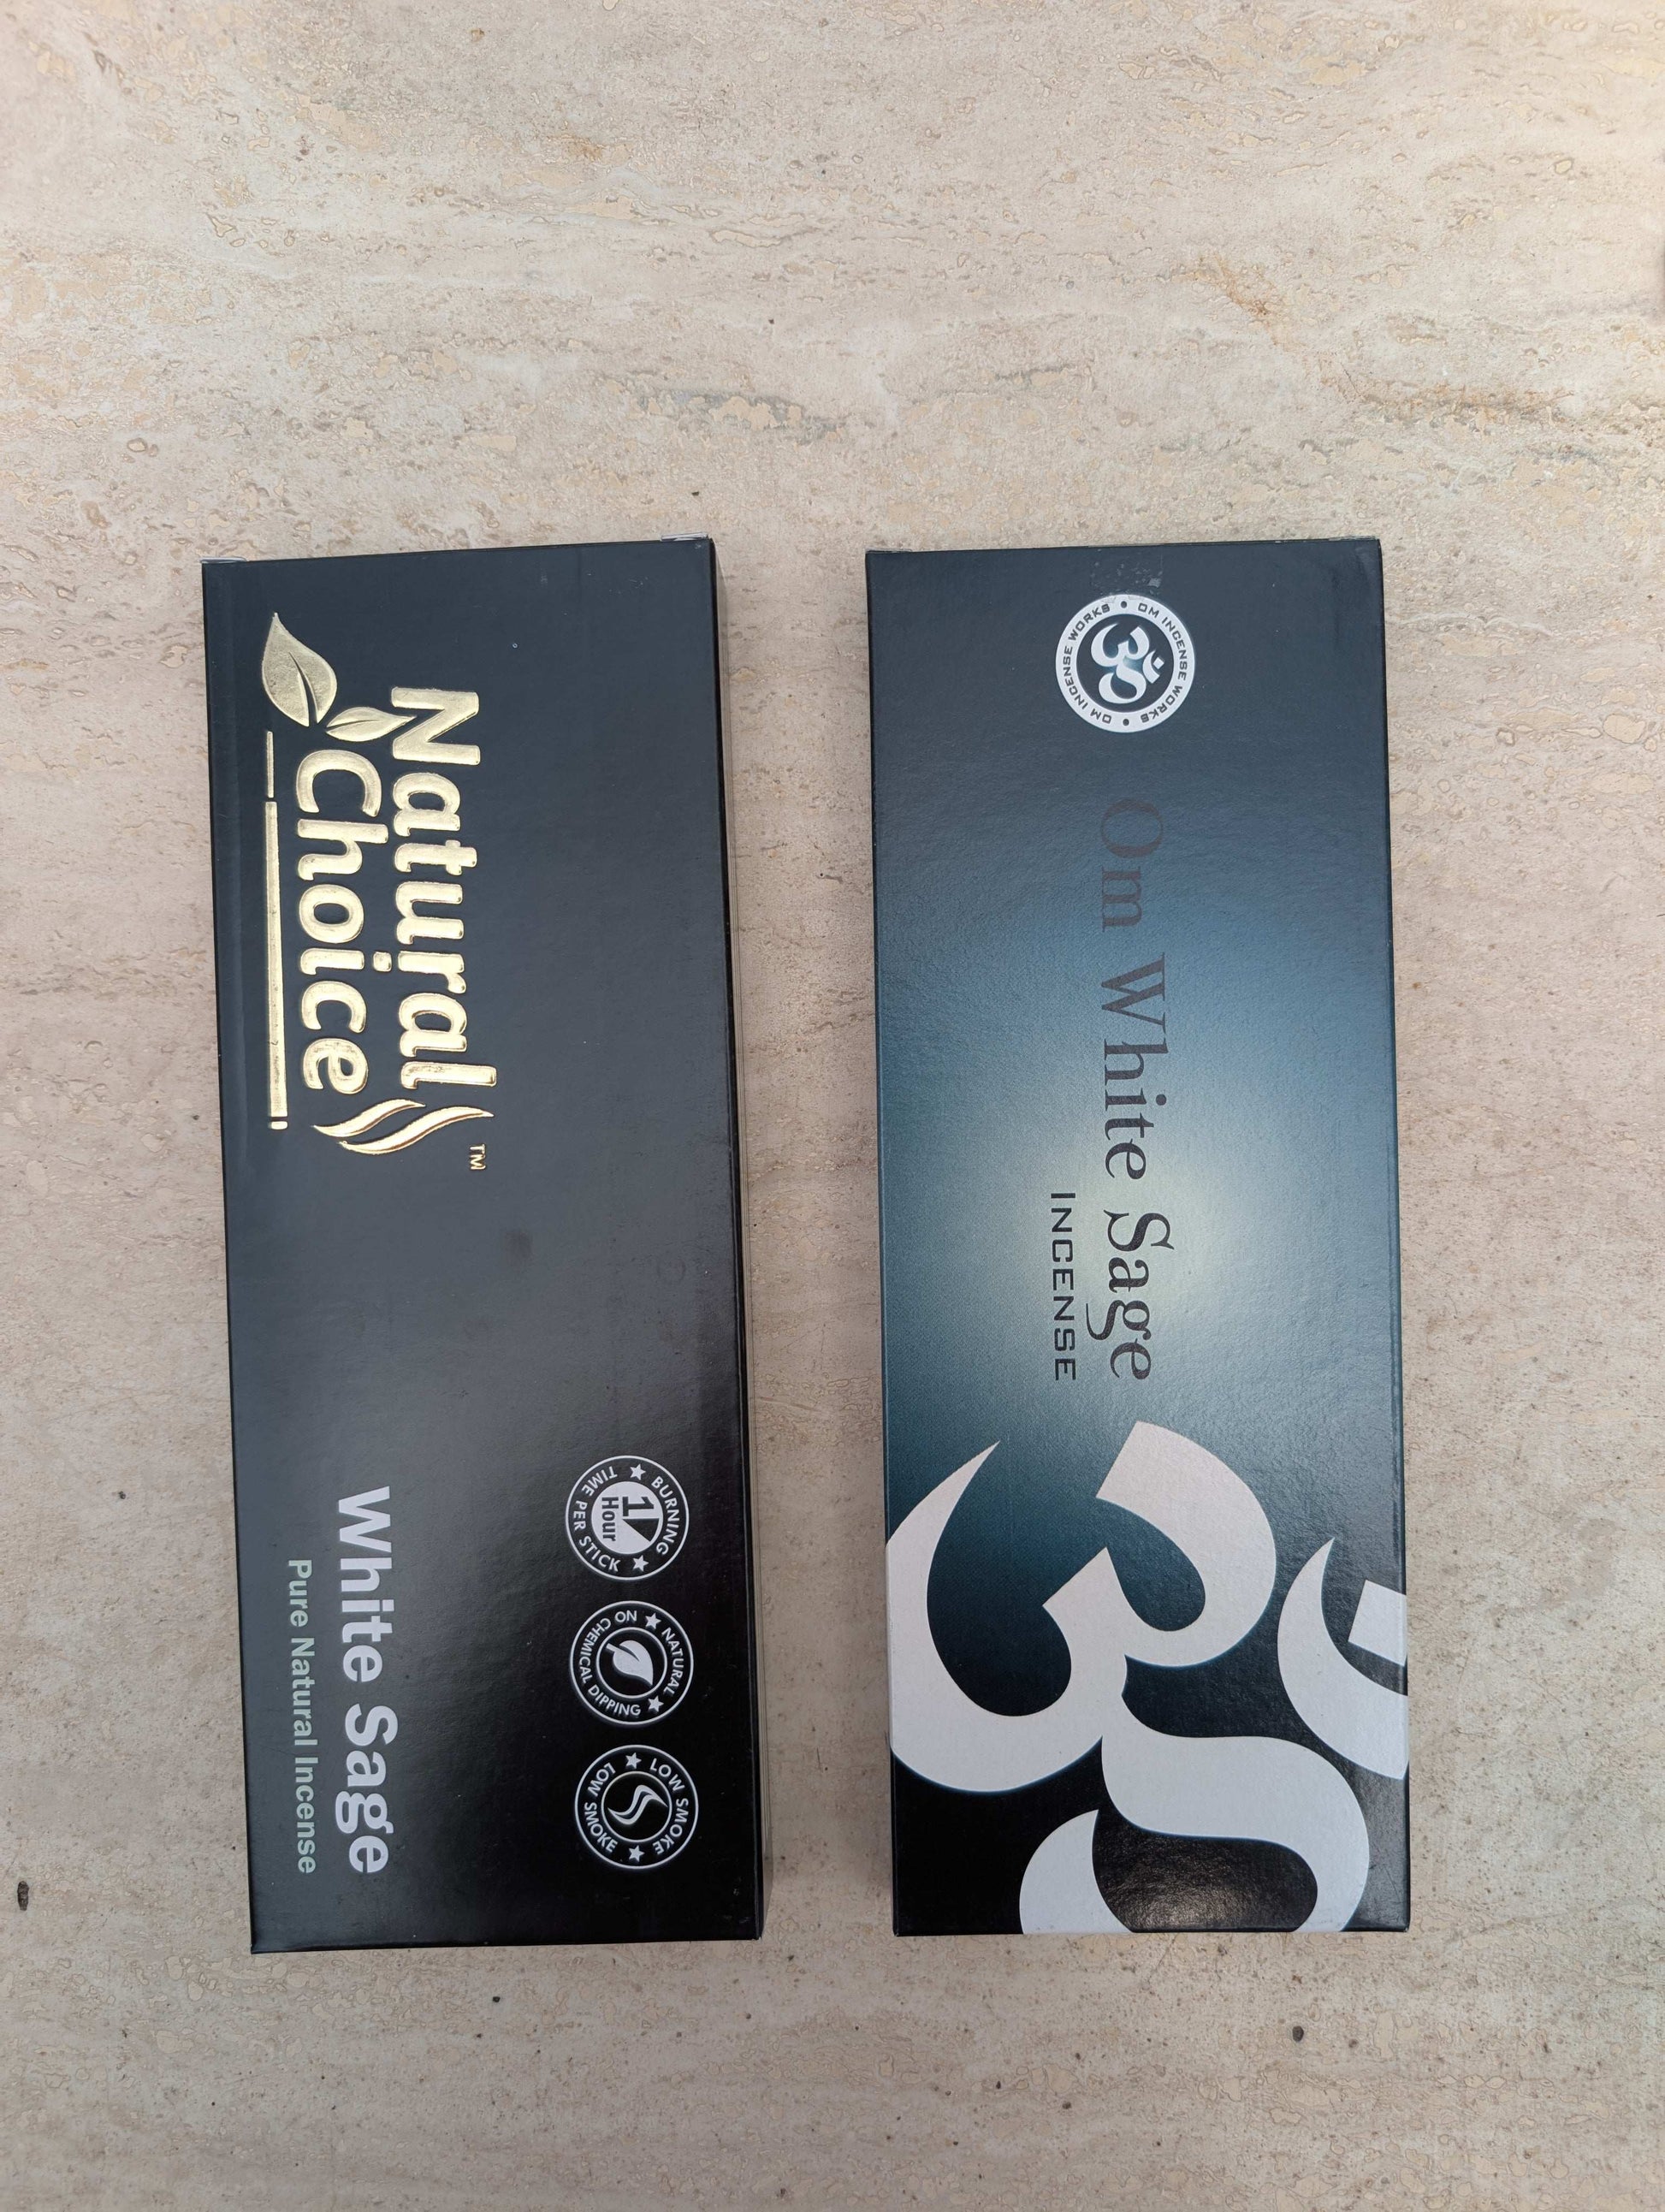 Natural
Choice
™
BURNING ★ TIME PER STICK ★
1
Hour
NATURAL ★ NO CHEMICAL DIPPING ★
LOW SMOKE ★ LOW SMOKE ★
White Sage
Pure Natural Incense
OM INCENSE WORKS • OM INCENSE WORKS •
ॐ
Om White Sage
INCENSE
ॐ